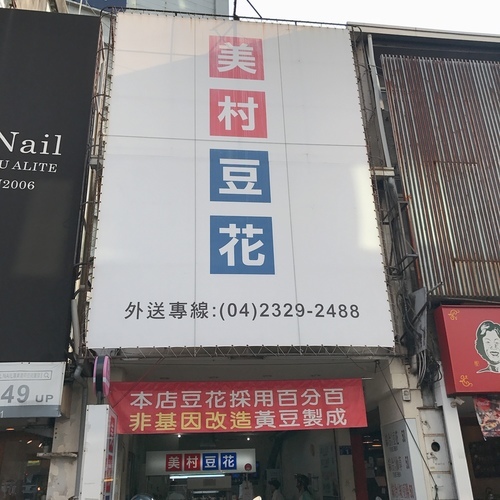 美村豆花
外送專線:(04)2329-2488
本店豆花採用百分百
非基因改造黃豆製成
美村豆花
Nail
U ALITE
2006
49 UP